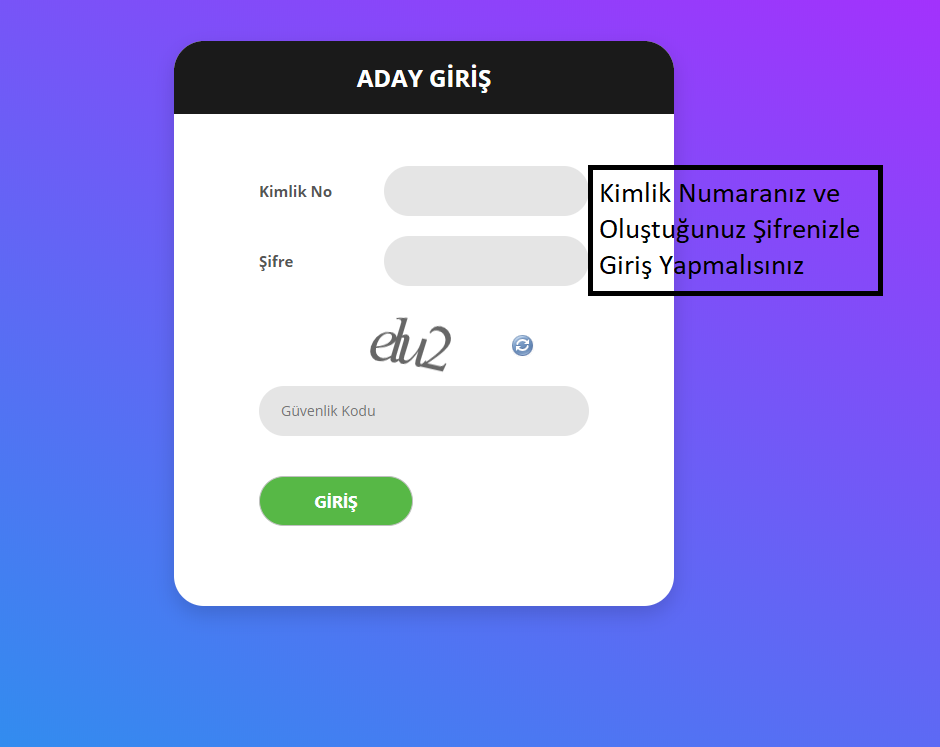 ADAY GİRİŞ
Kimlik No
Kimlik Numaranız ve
Oluştuğunuz Şifrenizle
Giriş Yapmalısınız
Şifre
elu2
Güvenlik Kodu
GİRİŞ